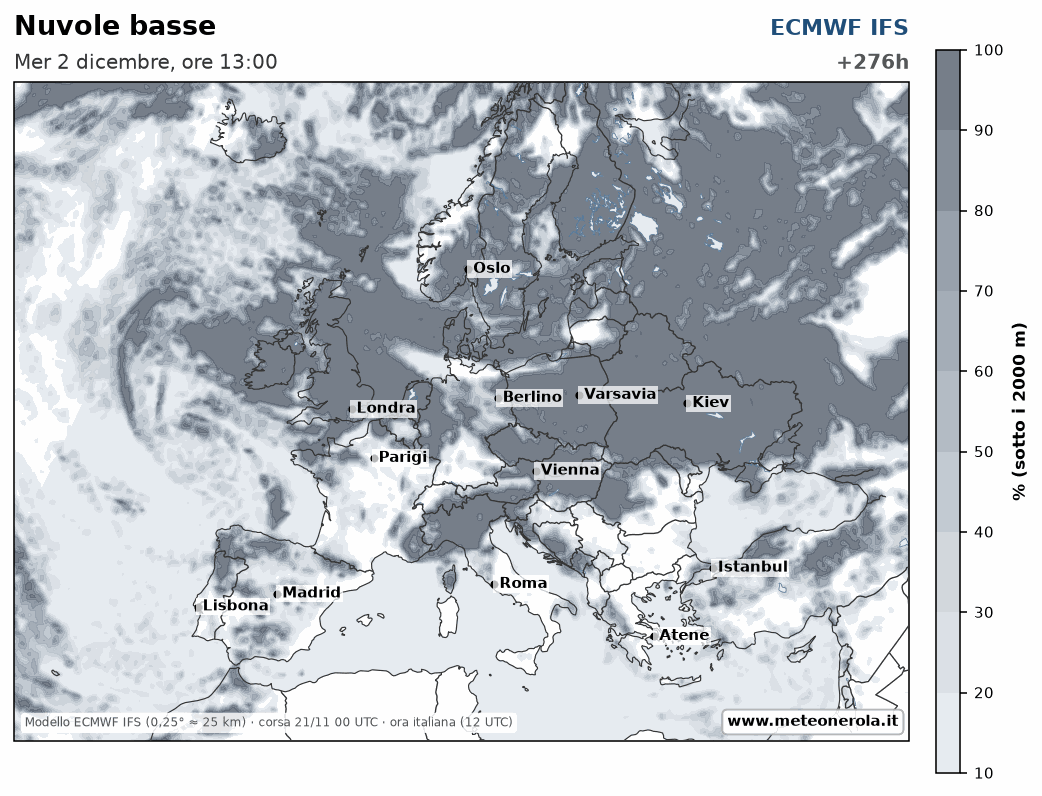 Nuvole basse
ECMWF IFS
Mer 2 dicembre, ore 13:00
+276h
100
90
80
70
60
50
40
30
20
10
% (sotto i 2000 m)
Oslo
Londra
Berlino
Varsavia
Kiev
Parigi
Vienna
Istanbul
Roma
Madrid
Lisbona
Atene
Modello ECMWF IFS (0,25° ≈ 25 km) · corsa 21/11 00 UTC · ora italiana (12 UTC)
www.meteonerola.it